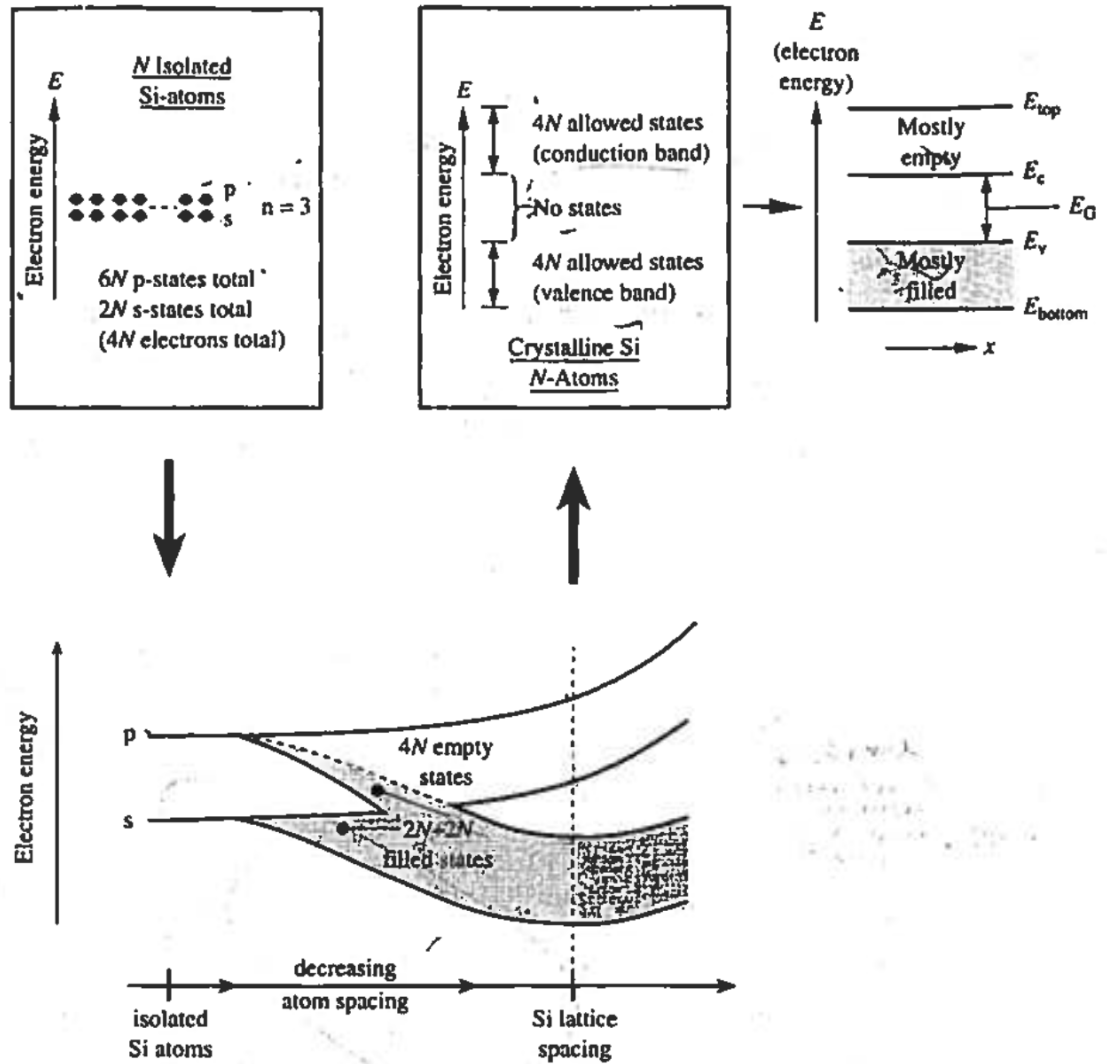 N Isolated
Si-atoms
E
Electron energy
p
s
n = 3
6N p-states total
2N s-states total
(4N electrons total)
E
Electron energy
4N allowed states
(conduction band)
No states
4N allowed states
(valence band)
Crystalline Si
N-Atoms
E
(electron
energy)
E_top
Mostly
empty
E_c
E_G
E_v
Mostly
filled
E_bottom
x
Electron energy
p
s
4N empty
states
2N+2N
filled states
decreasing
atom spacing
isolated
Si atoms
Si lattice
spacing